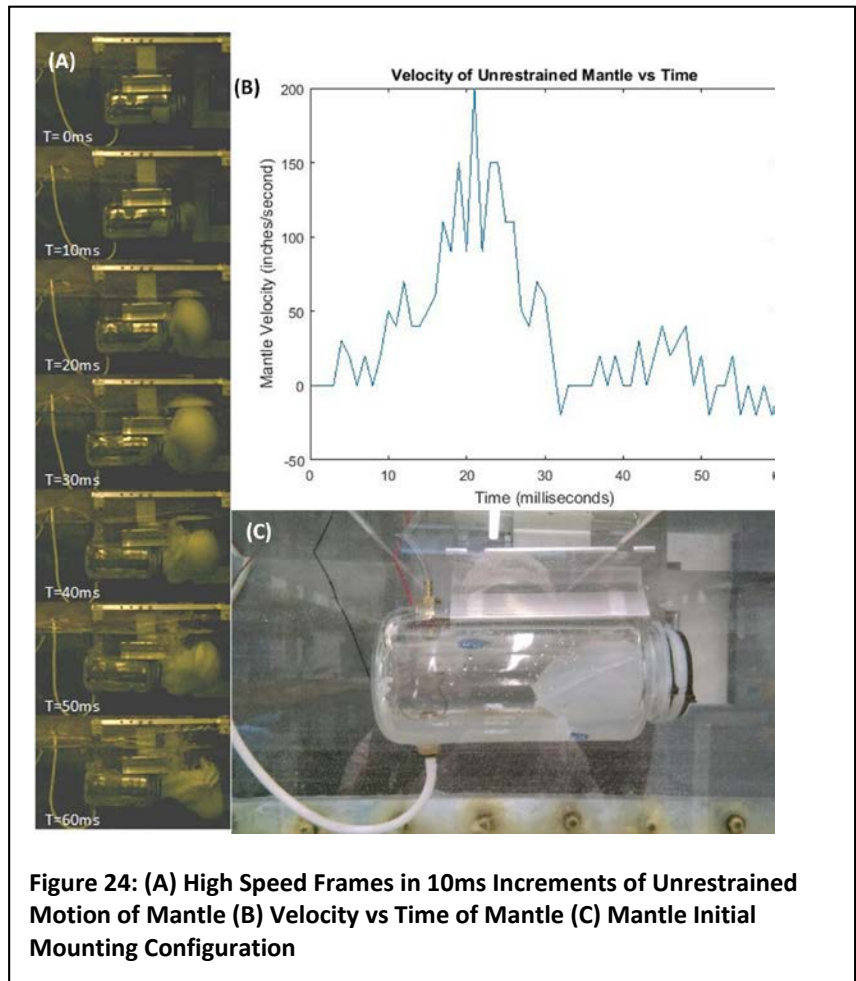 (A)
T= 0ms
T=10ms
T=20ms
T=30ms
T=40ms
T=50ms
T=60ms
(B)
Velocity of Unrestrained Mantle vs Time
Mantle Velocity (inches/second)
200
150
100
50
0
-50
0 10 20 30 40 50
Time (milliseconds)
(C)
Figure 24: (A) High Speed Frames in 10ms Increments of Unrestrained
Motion of Mantle (B) Velocity vs Time of Mantle (C) Mantle Initial
Mounting Configuration